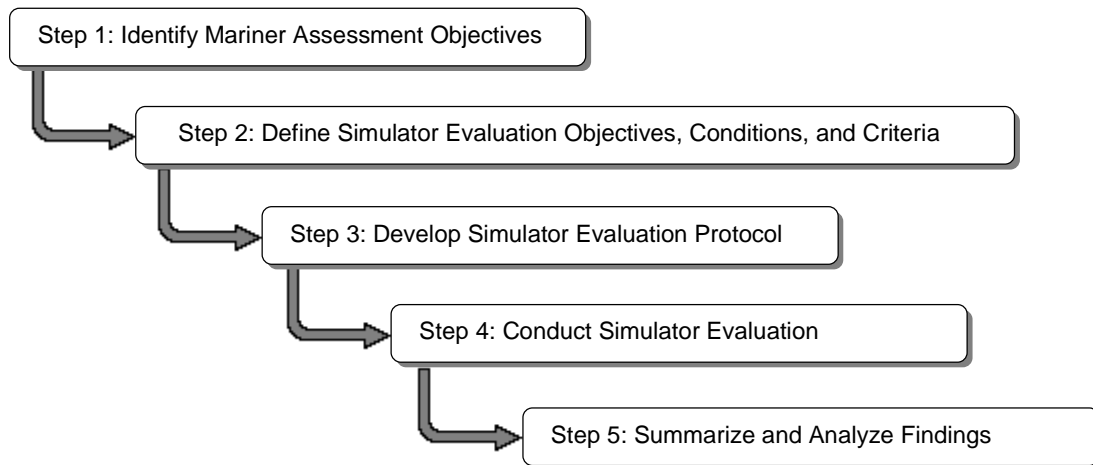 Step 1: Identify Mariner Assessment Objectives
Step 2: Define Simulator Evaluation Objectives, Conditions, and Criteria
Step 3: Develop Simulator Evaluation Protocol
Step 4: Conduct Simulator Evaluation
Step 5: Summarize and Analyze Findings